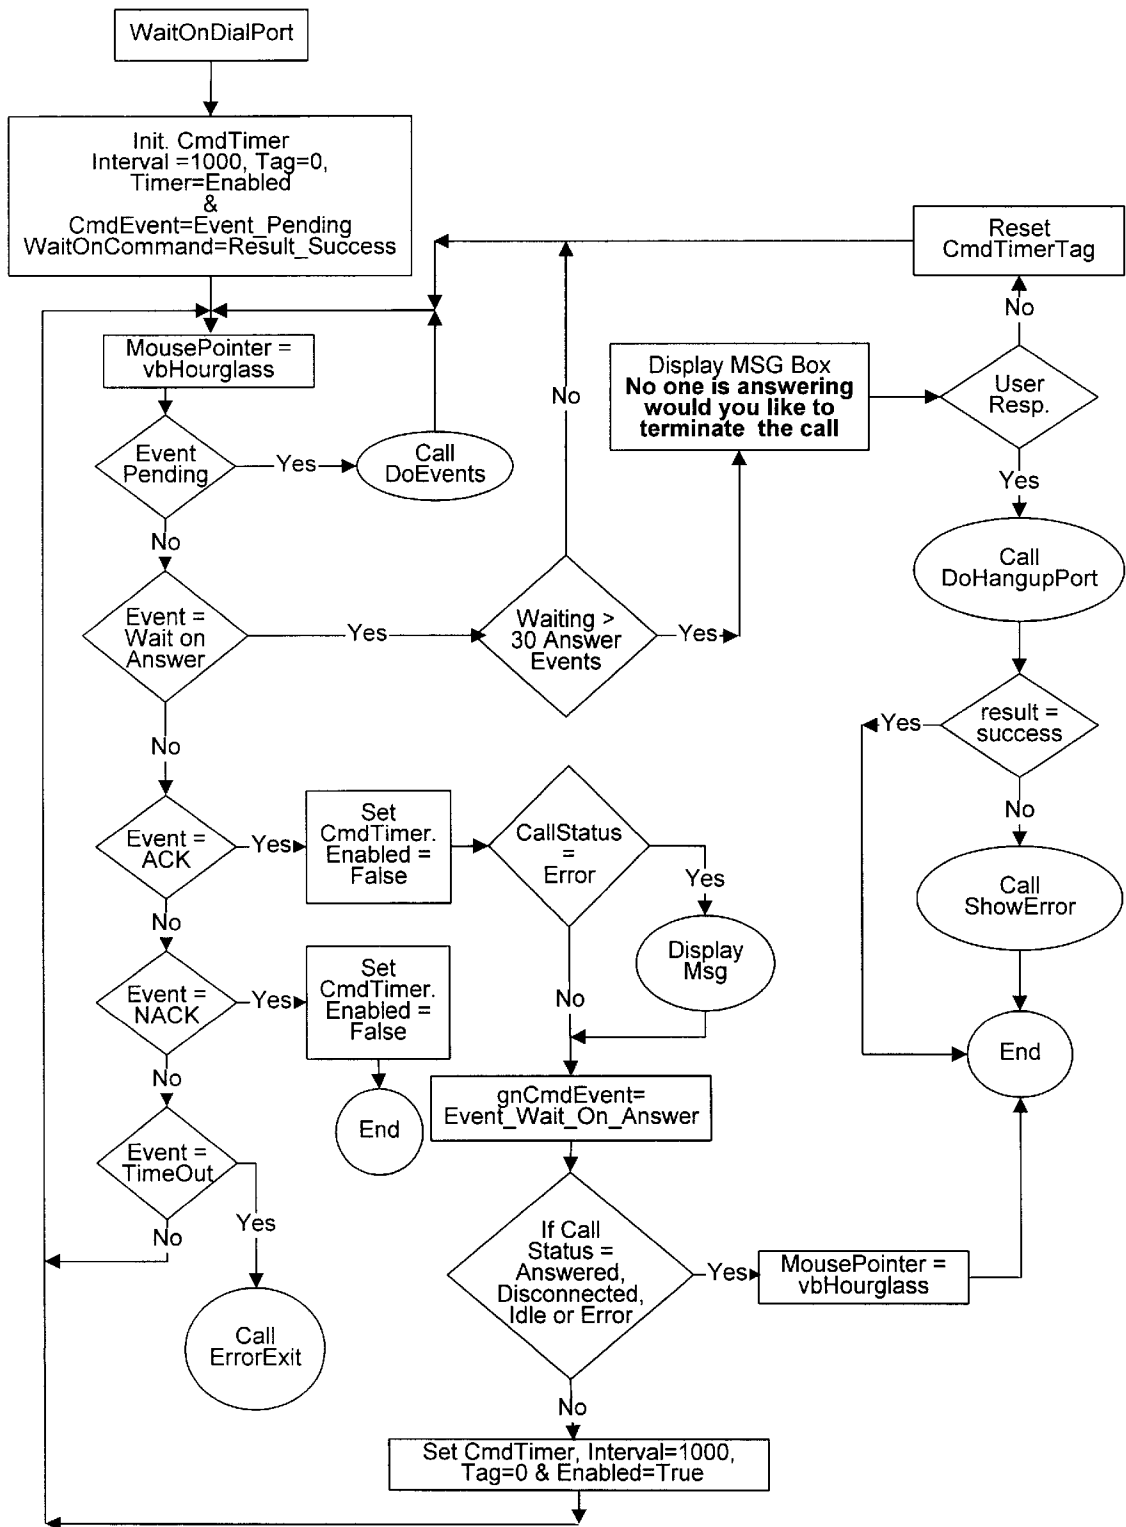 WaitOnDialPort
Init. CmdTimer
Interval =1000, Tag=0,
Timer=Enabled
&
CmdEvent=Event_Pending
WaitOnCommand=Result_Success
Reset
CmdTimerTag
No
MousePointer =
vbHourglass
Display MSG Box
No one is answering
would you like to
terminate the call
User
Resp.
No
Event
Pending
Yes
Call
DoEvents
Yes
No
Call
DoHangupPort
Event =
Wait on
Answer
Yes
Waiting >
30 Answer
Events
Yes
result =
success
Yes
No
No
Event =
ACK
Yes
Set
CmdTimer.
Enabled =
False
CallStatus
=
Error
Yes
Call
ShowError
No
Display
Msg
Event =
NACK
Yes
Set
CmdTimer.
Enabled =
False
No
End
No
gnCmdEvent=
Event_Wait_On_Answer
End
Event =
TimeOut
Yes
No
If Call
Status =
Answered,
Disconnected,
Idle or Error
Yes
MousePointer =
vbHourglass
Call
ErrorExit
No
Set CmdTimer, Interval=1000,
Tag=0 & Enabled=True